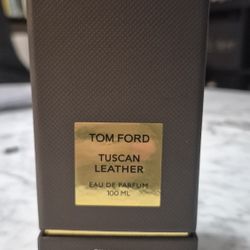 TOM FORD
TUSCAN
LEATHER
EAU DE PARFUM
100 ML